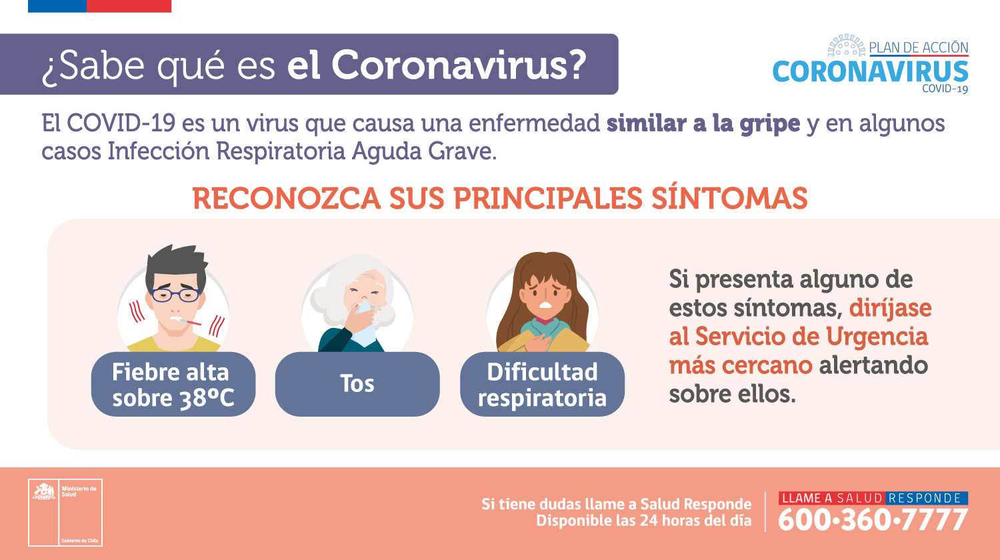 ¿Sabe qué es el Coronavirus?
PLAN DE ACCIÓN
CORONAVIRUS
COVID-19
El COVID-19 es un virus que causa una enfermedad similar a la gripe y en algunos
casos Infección Respiratoria Aguda Grave.
RECONOZCA SUS PRINCIPALES SÍNTOMAS
Fiebre alta
sobre 38ºC
Tos
Dificultad
respiratoria
Si presenta alguno de
estos síntomas, diríjase
al Servicio de Urgencia
más cercano alertando
sobre ellos.
Ministerio de
Salud
Gobierno de Chile
Si tiene dudas llame a Salud Responde
Disponible las 24 horas del día
LLAME A SALUD RESPONDE
600•360•7777